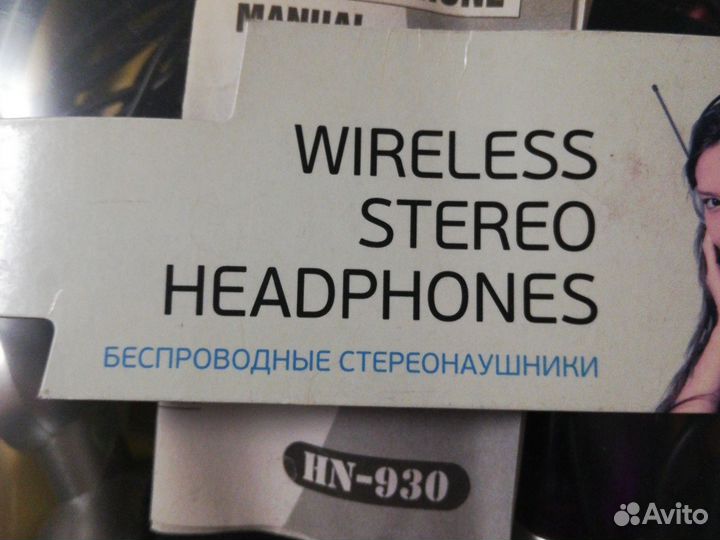 MANUAL
WIRELESS
STEREO
HEADPHONES
БЕСПРОВОДНЫЕ СТЕРЕОНАУШНИКИ
HN-930
Avito